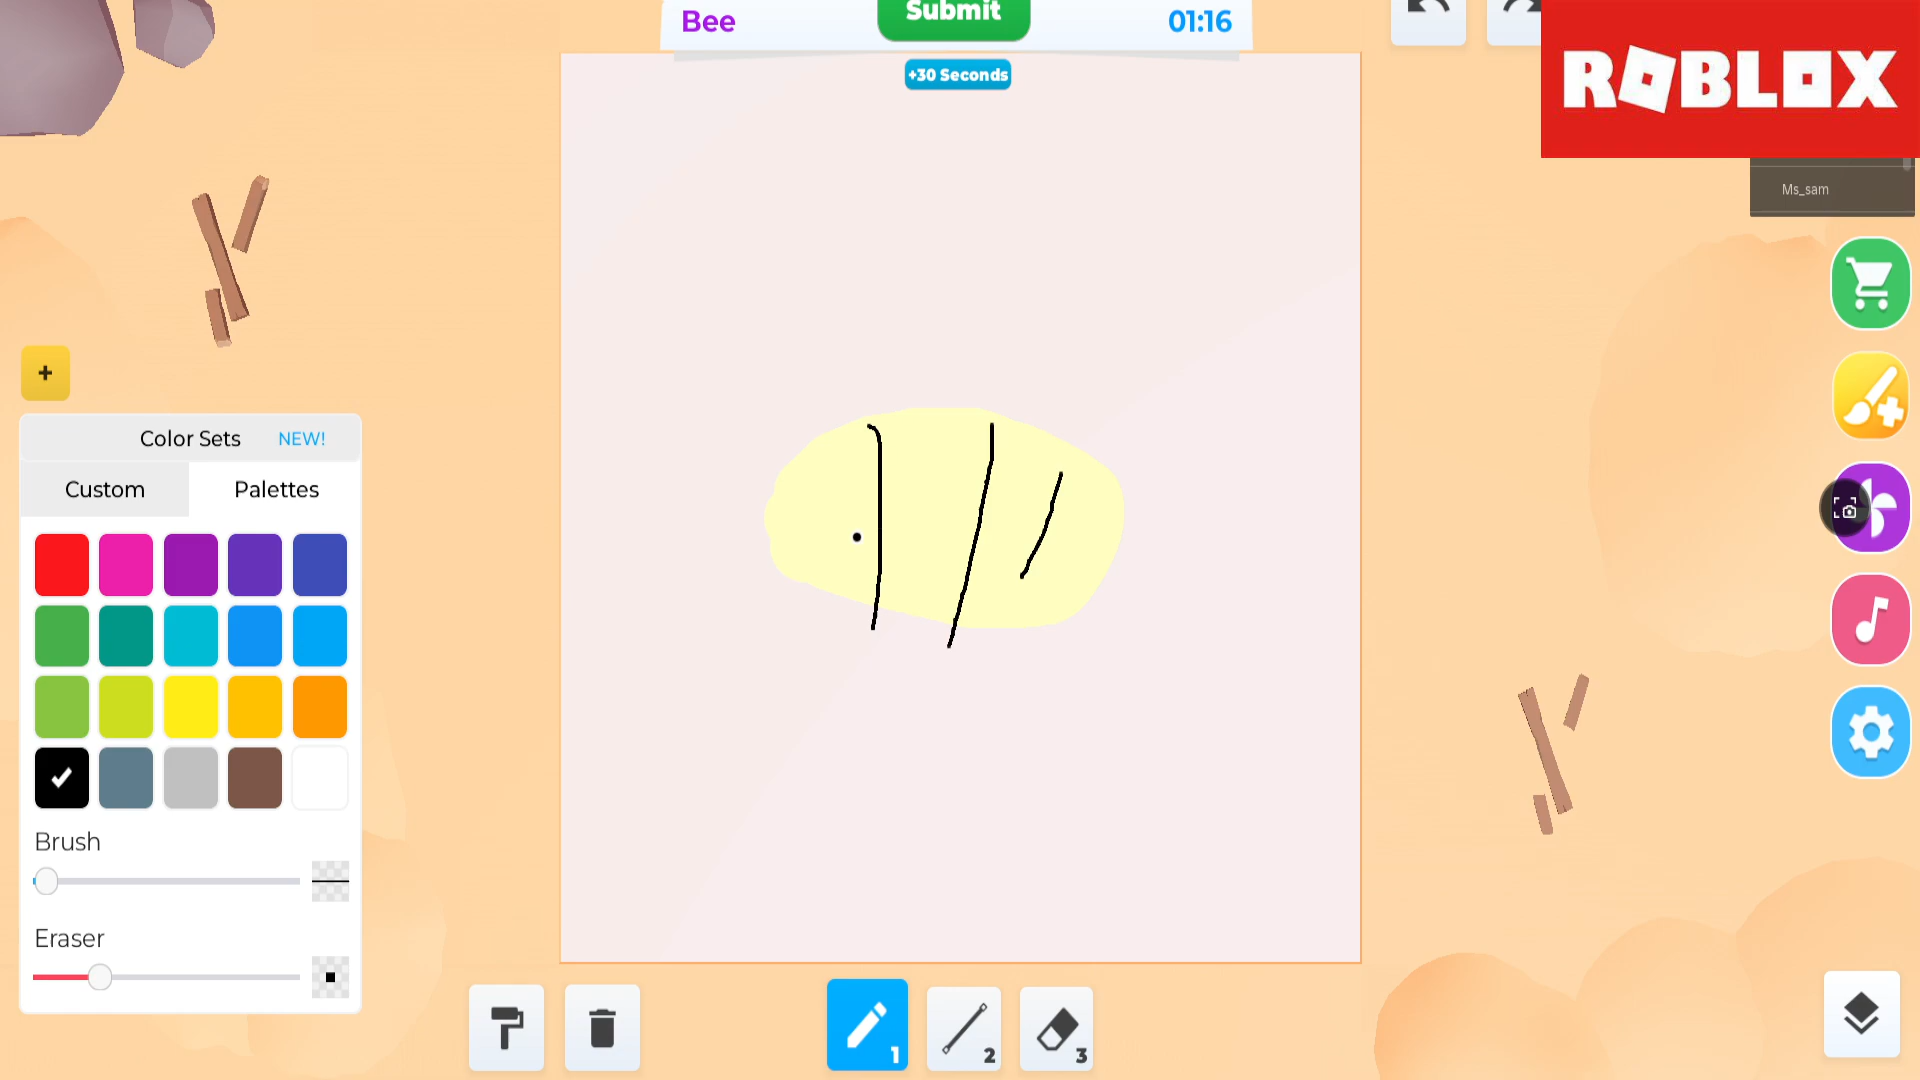 Bee
Submit
01:16
+30 Seconds
ROBLOX
Ms_sam
+
Color Sets NEW!
Custom Palettes
Brush
Eraser
1
2
3